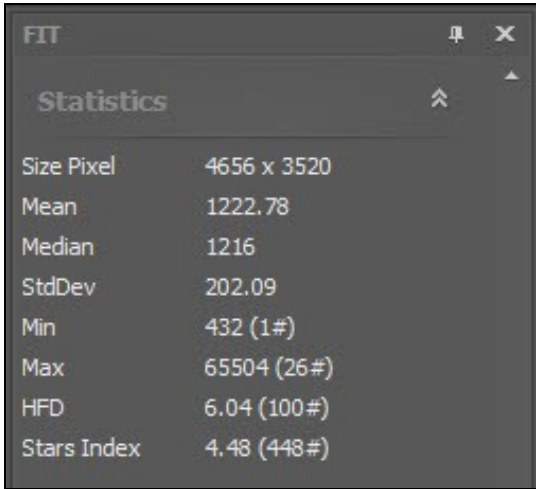 FIT
Statistics
Size Pixel 4656 x 3520
Mean 1222.78
Median 1216
StdDev 202.09
Min 432 (1#)
Max 65504 (26#)
HFD 6.04 (100#)
Stars Index 4.48 (448#)